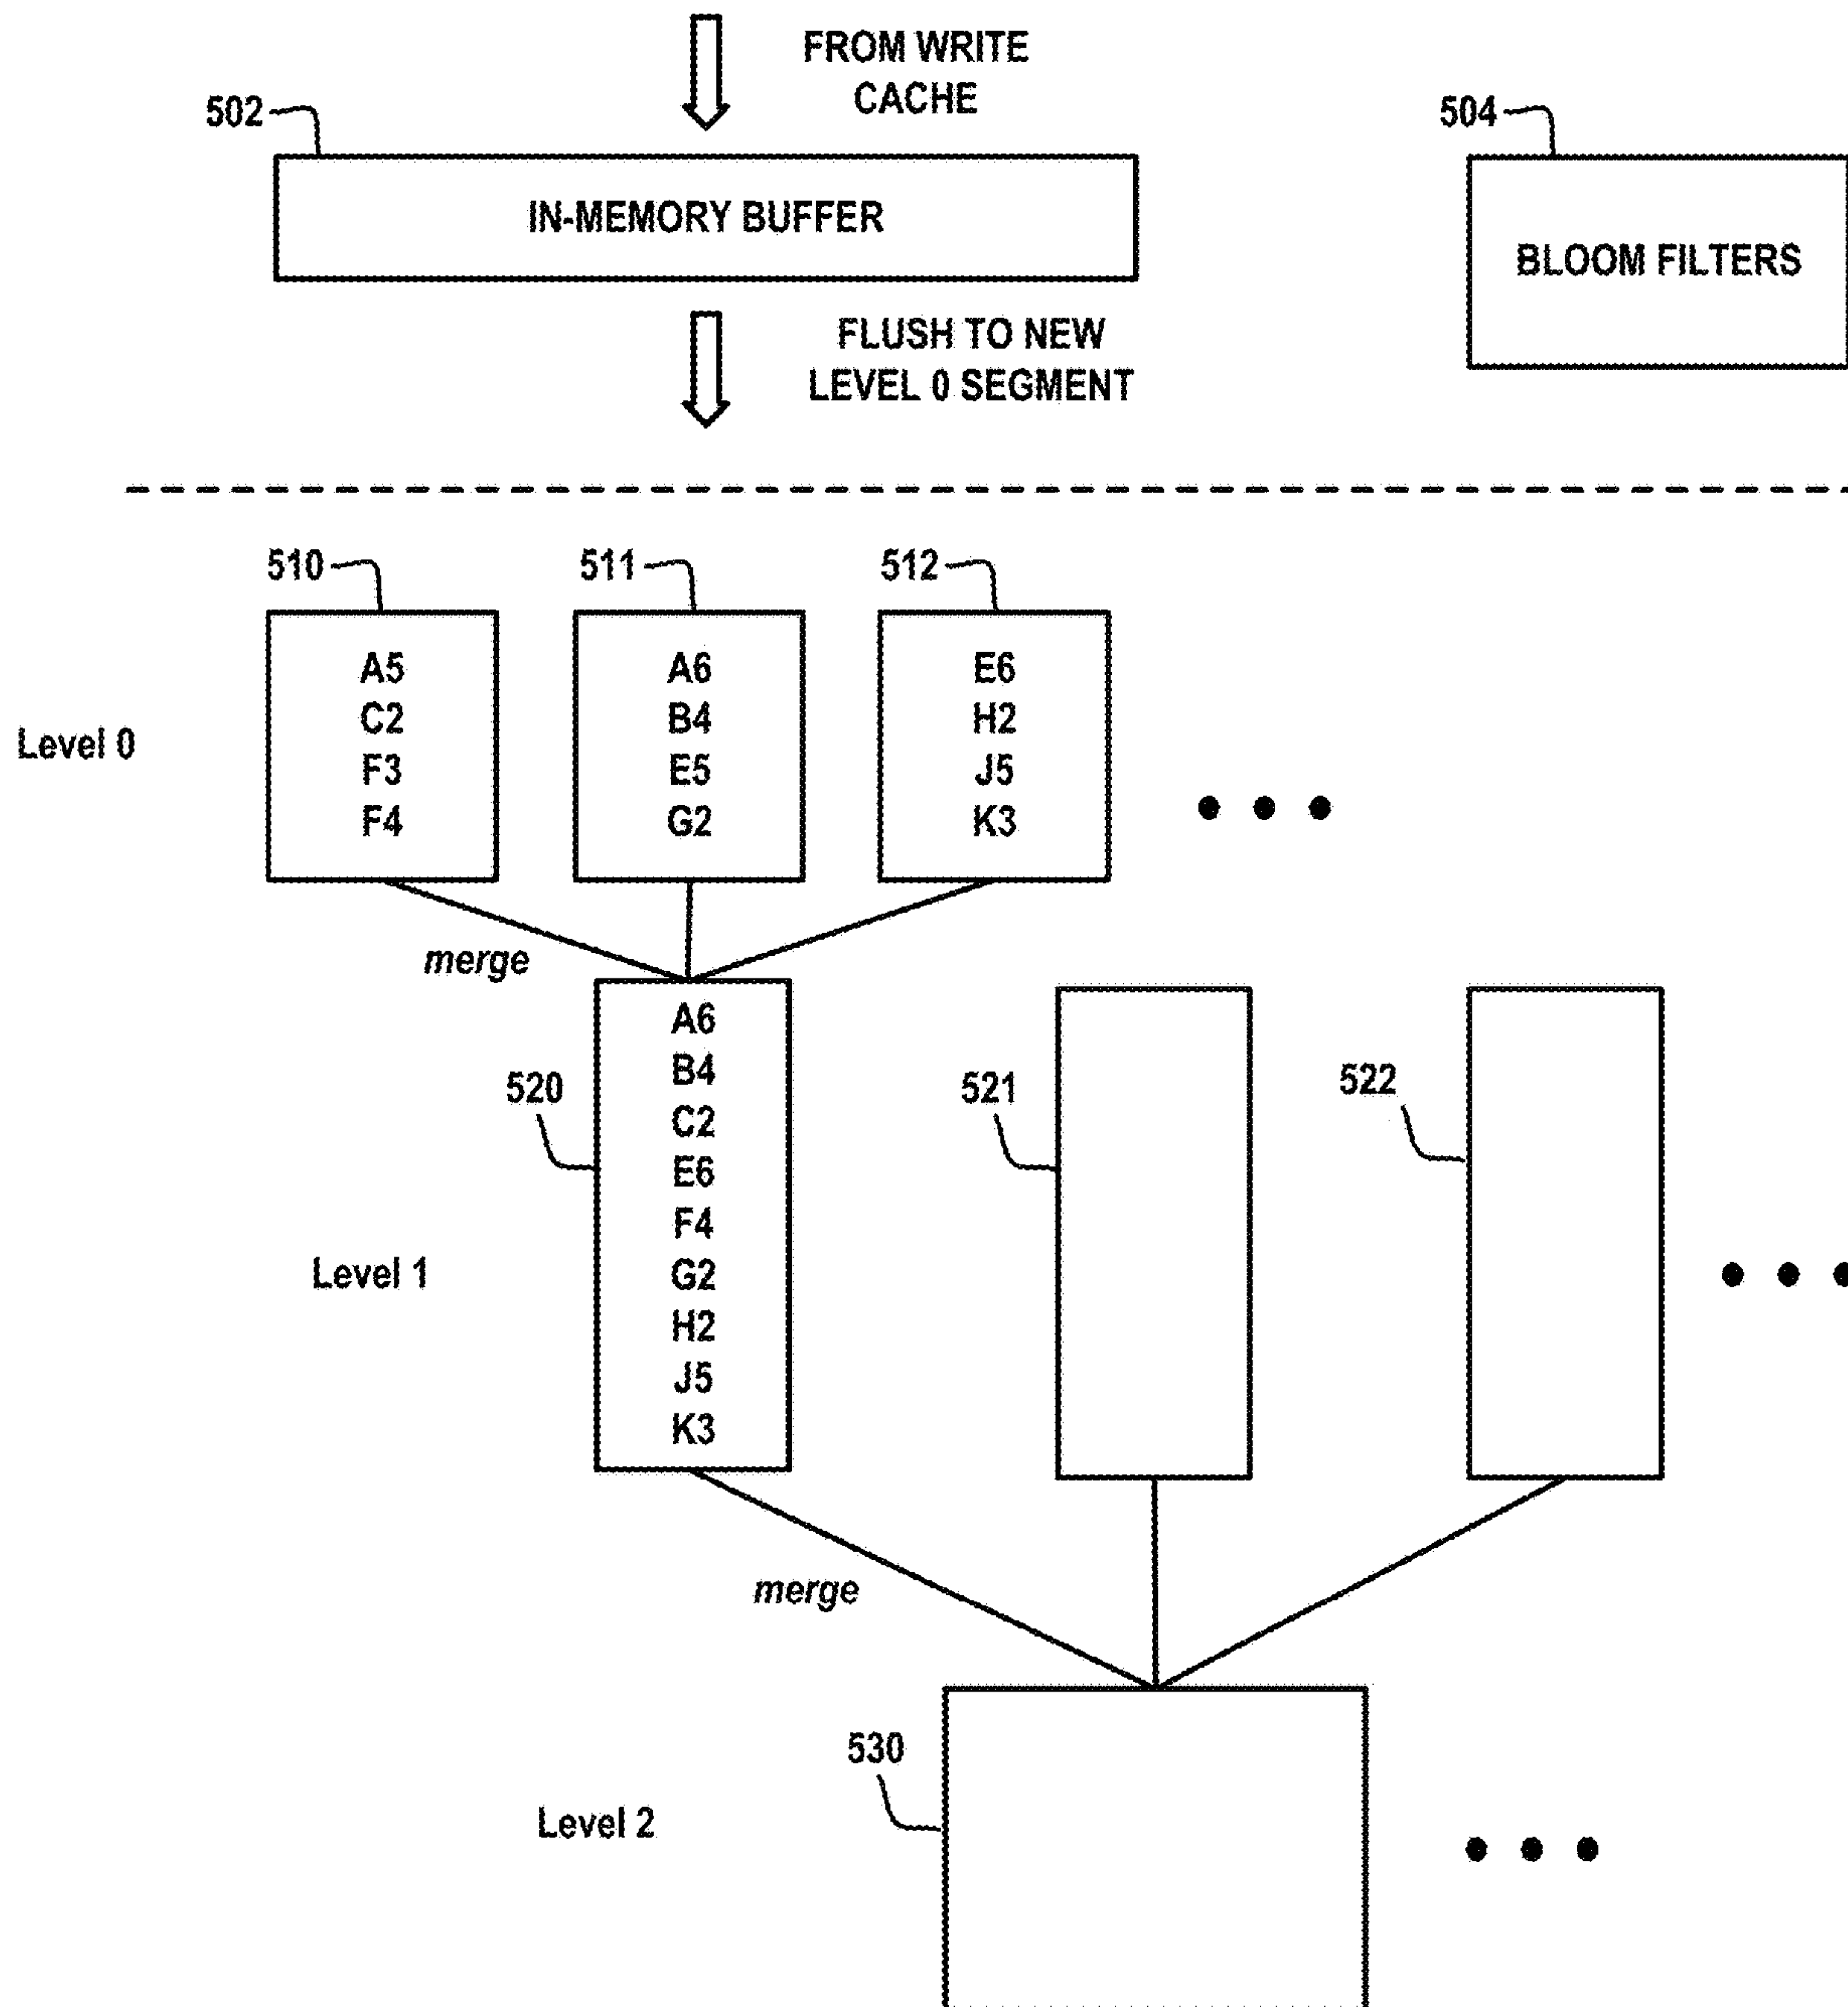 FROM WRITE
CACHE
502
504
IN-MEMORY BUFFER
BLOOM FILTERS
FLUSH TO NEW
LEVEL 0 SEGMENT
510
511
512
Level 0
A5
C2
F3
F4
A6
B4
E5
G2
E6
H2
J5
K3
merge
520
A6
B4
C2
E6
F4
G2
H2
J5
K3
521
522
Level 1
merge
530
Level 2